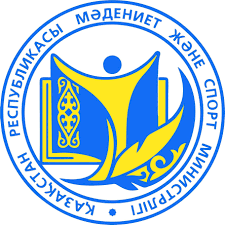 ҚАЗАҚСТАН РЕСПУБЛИКАСЫ МӘДЕНИЕТ ЖӘНЕ СПОРТ МИНИСТРЛІГІ